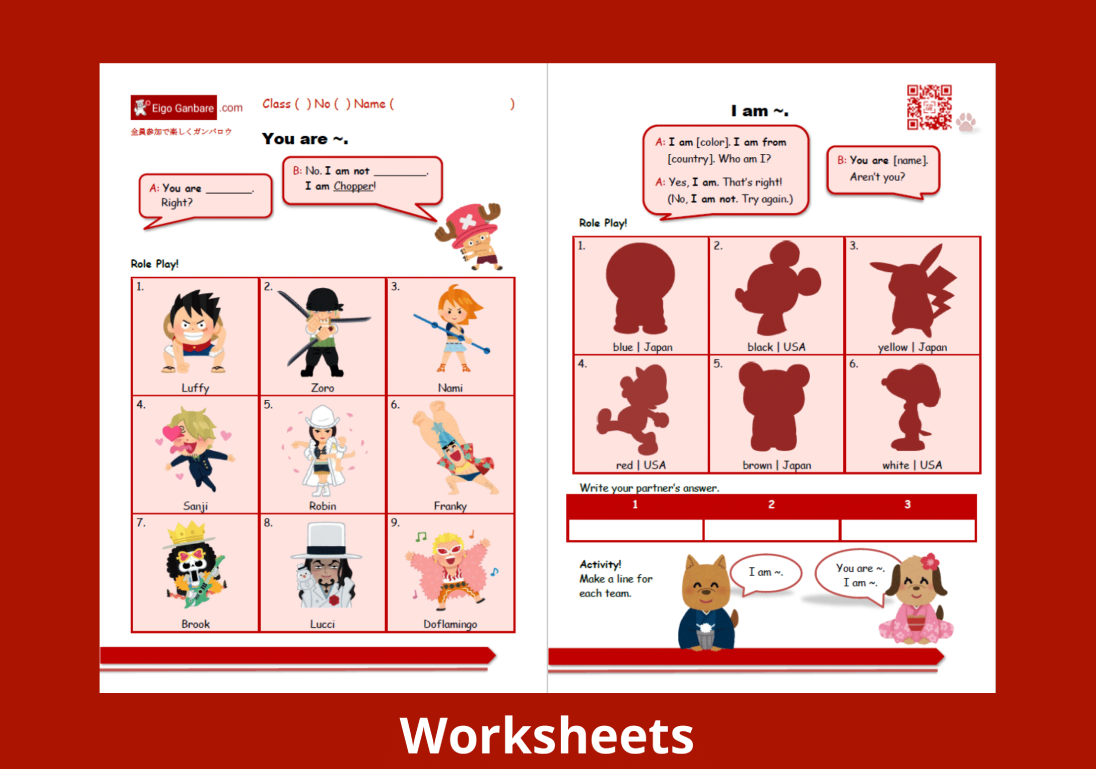 Eigo Ganbare .com
全員参加で楽しくガンバロウ
Class (  ) No (  ) Name (                    )
You are ~.
A: You are ________.
Right?
B: No. I am not _________.
I am Chopper!
Role Play!
1.
Luffy
2.
Zoro
3.
Nami
4.
Sanji
5.
Robin
6.
Franky
7.
Brook
8.
Lucci
9.
Doflamingo
I am ~.
A: I am [color]. I am from
[country]. Who am I?
A: Yes, I am. That's right!
(No, I am not. Try again.)
B: You are [name].
Aren't you?
Role Play!
1.
blue | Japan
2.
black | USA
3.
yellow | Japan
4.
red | USA
5.
brown | Japan
6.
white | USA
Write your partner's answer.
1 2 3
Activity!
Make a line for
each team.
I am ~.
You are ~.
I am ~.
Worksheets